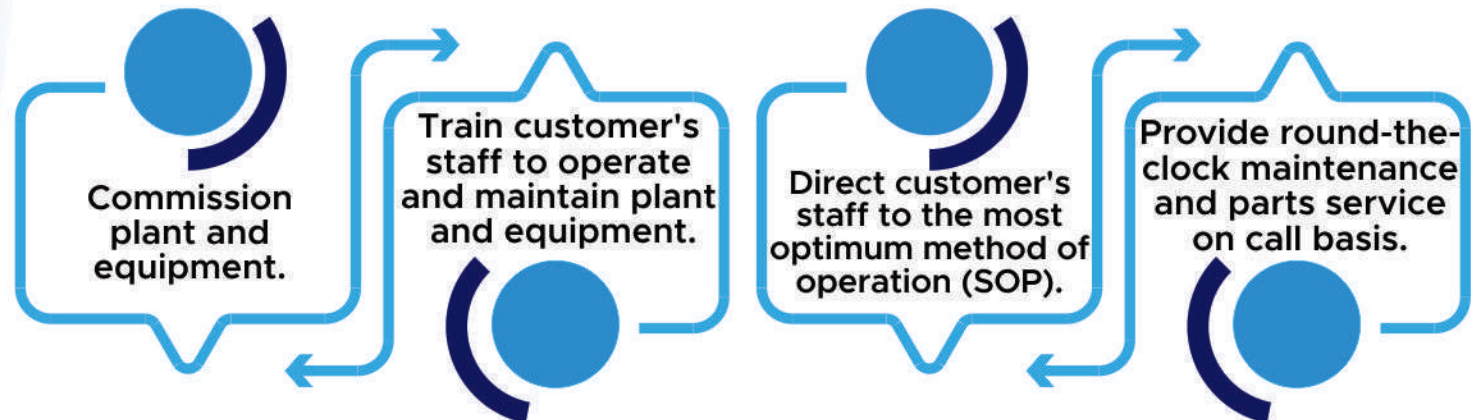 Commission
plant and
equipment.
Train customer's
staff to operate
and maintain plant
and equipment.
Direct customer's
staff to the most
optimum method of
operation (SOP).
Provide round-the-
clock maintenance
and parts service
on call basis.